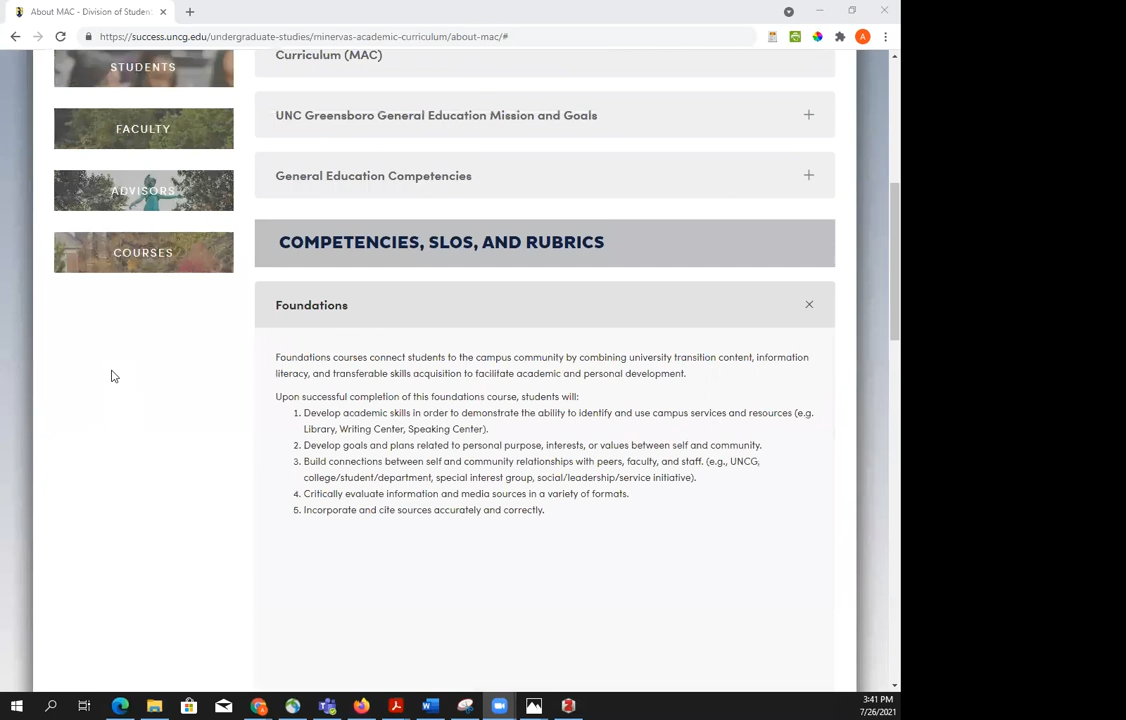 About MAC - Division of Studen
https://success.uncg.edu/undergraduate-studies/minervas-academic-curriculum/about-mac/#
A
STUDENTS
FACULTY
ADVISORS
COURSES
Curriculum (MAC)
UNC Greensboro General Education Mission and Goals
General Education Competencies
COMPETENCIES, SLOS, AND RUBRICS
Foundations
Foundations courses connect students to the campus community by combining university transition content, information
literacy, and transferable skills acquisition to facilitate academic and personal development.
Upon successful completion of this foundations course, students will:
1. Develop academic skills in order to demonstrate the ability to identify and use campus services and resources (e.g.
Library, Writing Center, Speaking Center).
2. Develop goals and plans related to personal purpose, interests, or values between self and community.
3. Build connections between self and community relationships with peers, faculty, and staff. (e.g., UNCG,
college/student/department, special interest group, social/leadership/service initiative).
4. Critically evaluate information and media sources in a variety of formats.
5. Incorporate and cite sources accurately and correctly.
3:41 PM
7/26/2021